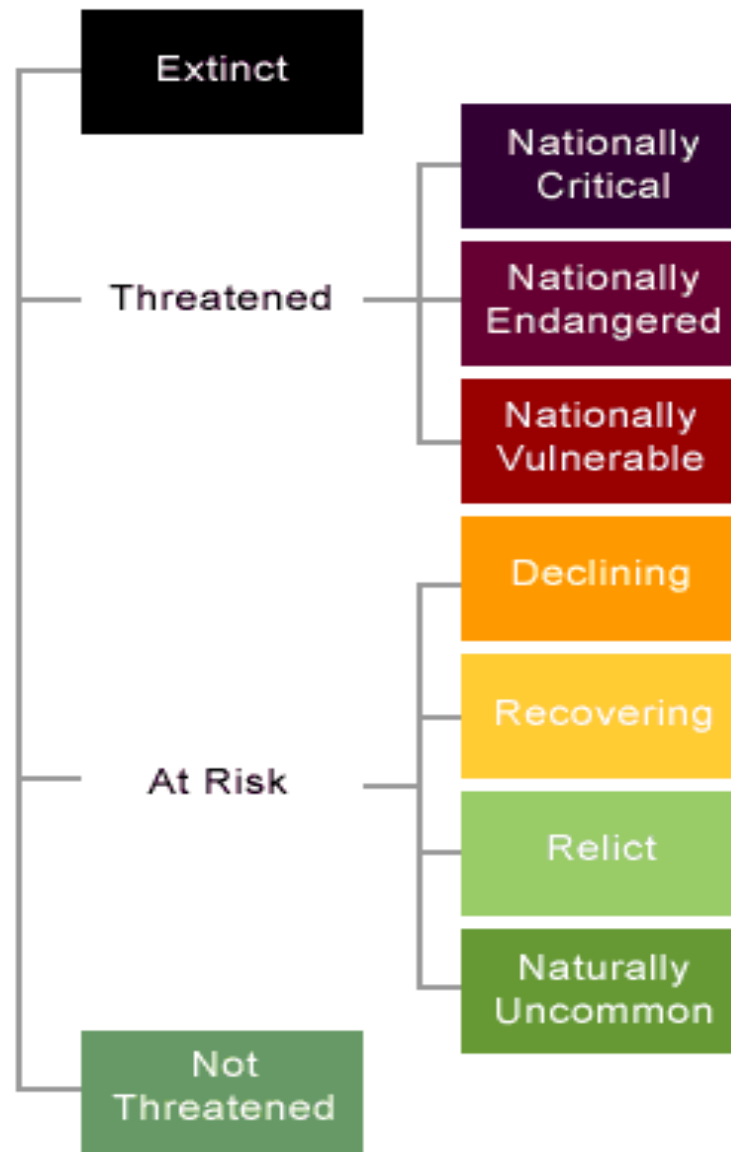 Extinct
Threatened
Nationally
Critical
Nationally
Endangered
Nationally
Vulnerable
At Risk
Declining
Recovering
Relict
Naturally
Uncommon
Not
Threatened